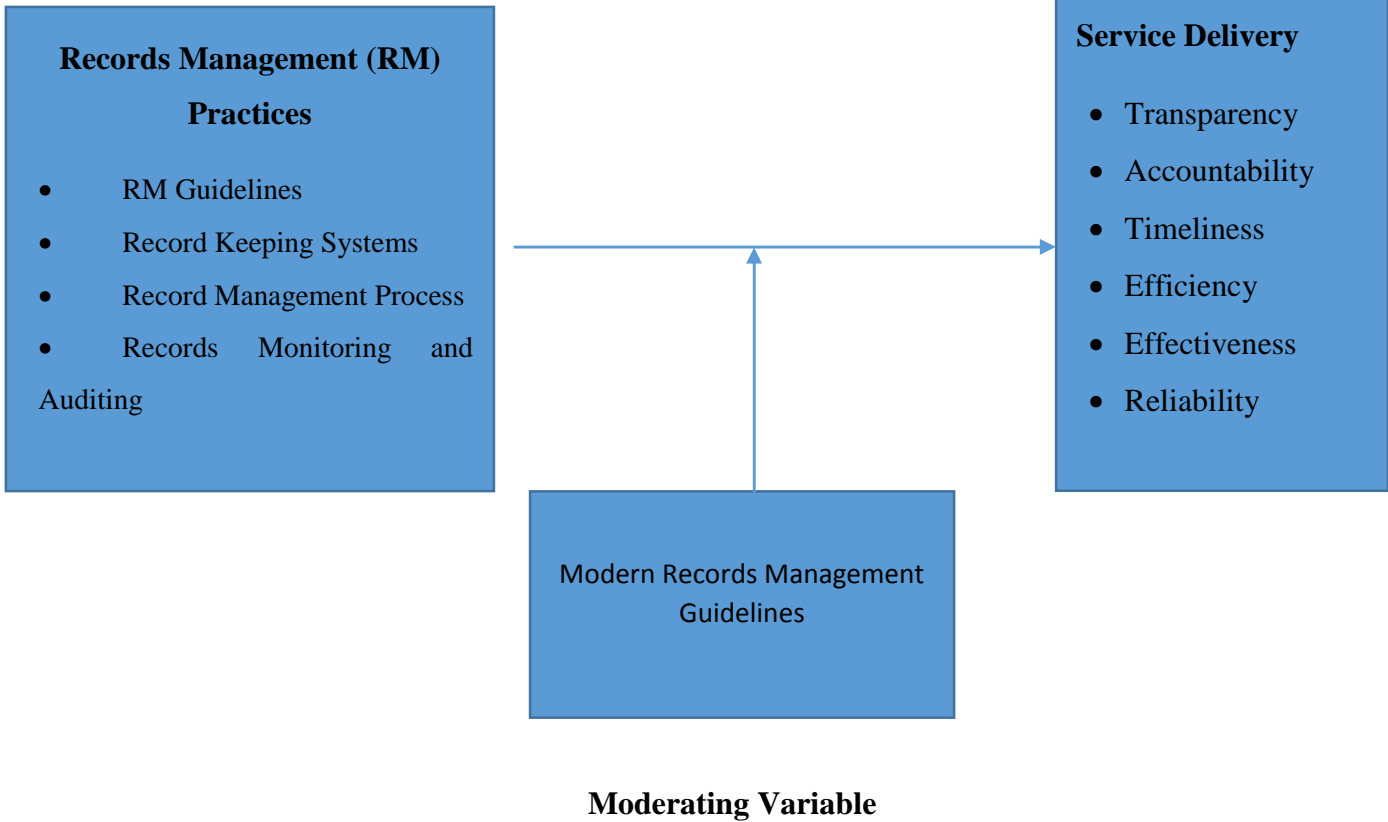 Records Management (RM)
Practices
• RM Guidelines
• Record Keeping Systems
• Record Management Process
• Records Monitoring and
Auditing
Service Delivery
• Transparency
• Accountability
• Timeliness
• Efficiency
• Effectiveness
• Reliability
Modern Records Management
Guidelines
Moderating Variable